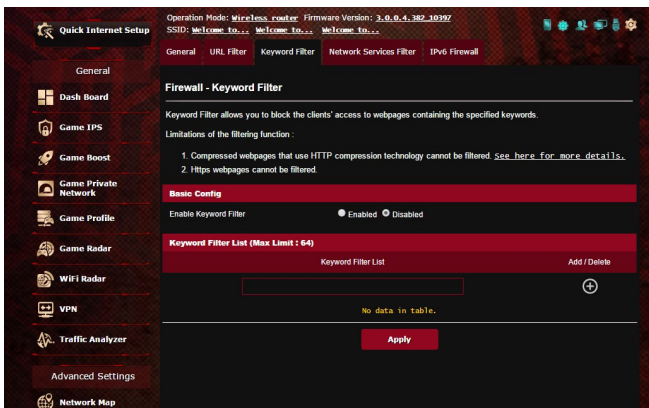 Quick Internet Setup
General
Dash Board
Game IPS
Game Boost
Game Private
Network
Game Profile
Game Radar
WiFi Radar
VPN
Traffic Analyzer
Advanced Settings
Network Map
Operation Mode: Wireless router Firmware Version: 3.0.0.4.382_10397
SSID: Welcome to... Welcome to... Welcome to...
General URL Filter Keyword Filter Network Services Filter IPv6 Firewall
Firewall - Keyword Filter
Keyword Filter allows you to block the clients' access to webpages containing the specified keywords.
Limitations of the filtering function :
1. Compressed webpages that use HTTP compression technology cannot be filtered. See here for more details.
2. Https webpages cannot be filtered.
Basic Config
Enable Keyword Filter Enabled Disabled
Keyword Filter List (Max Limit : 64)
Keyword Filter List Add / Delete
No data in table.
Apply